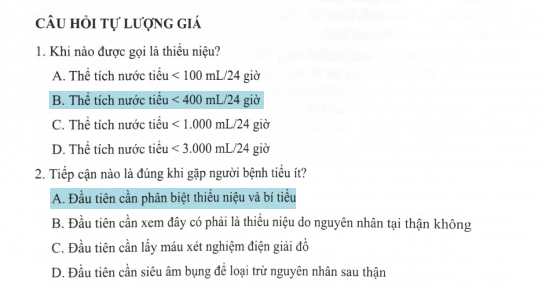 CÂU HỎI TỰ LƯỢNG GIÁ
1. Khi nào được gọi là thiểu niệu?
A. Thể tích nước tiểu < 100 mL/24 giờ
B. Thể tích nước tiểu < 400 mL/24 giờ
C. Thể tích nước tiểu < 1.000 mL/24 giờ
D. Thể tích nước tiểu < 3.000 mL/24 giờ
2. Tiếp cận nào là đúng khi gặp người bệnh tiểu ít?
A. Đầu tiên cần phân biệt thiểu niệu và bí tiểu
B. Đầu tiên cần xem đây có phải là thiểu niệu do nguyên nhân tại thận không
C. Đầu tiên cần lấy máu xét nghiệm điện giải đồ
D. Đầu tiên cần siêu âm bụng để loại trừ nguyên nhân sau thận